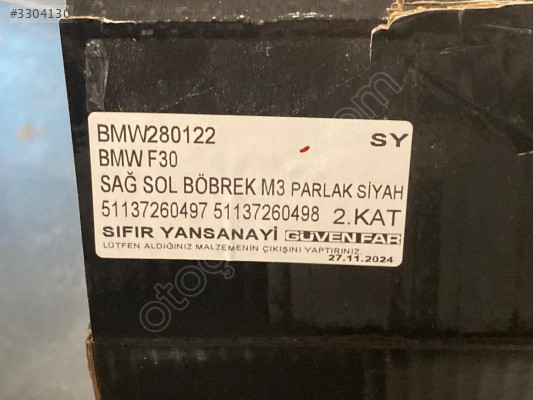 #3304130
BMW280122 SY
BMW F30
SAĞ SOL BÖBREK M3 PARLAK SİYAH
51137260497 51137260498 2.KAT
SIFIR YANSANAYİ GÜVEN FAR
LÜTFEN ALDIĞINIZ MALZEMENİN ÇIKIŞINI YAPTIRINIZ
27.11.2024